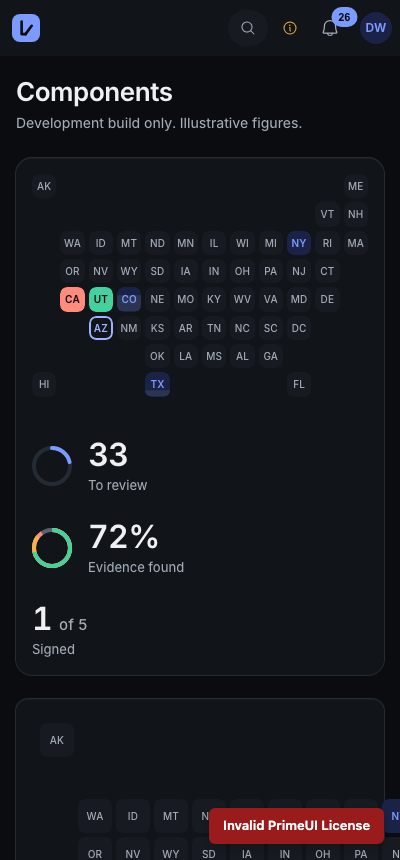 26
DW
Components
Development build only. Illustrative figures.
AK ME
VT NH
WA ID MT ND MN IL WI MI NY RI MA
OR NV WY SD IA IN OH PA NJ CT
CA UT CO NE MO KY WV VA MD DE
AZ NM KS AR TN NC SC DC
OK LA MS AL GA
HI TX FL
33
To review
72%
Evidence found
1 of 5
Signed
AK
WA ID MT
Invalid PrimeUI License
OR NV WY SD IA IN OH PA